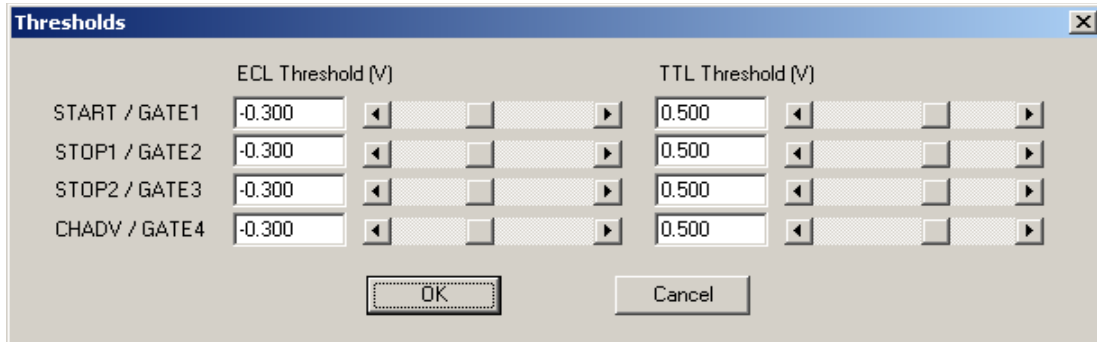 Thresholds
ECL Threshold (V) TTL Threshold (V)
START / GATE1 -0.300 0.500
STOP1 / GATE2 -0.300 0.500
STOP2 / GATE3 -0.300 0.500
CHADV / GATE4 -0.300 0.500
OK Cancel